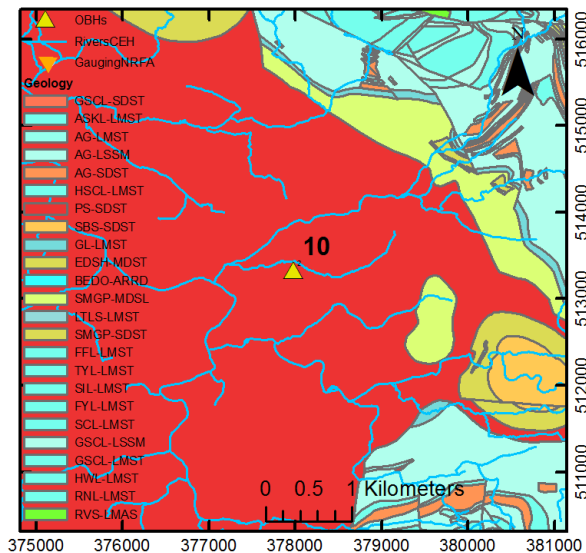 OBHs
RiversCEH
GaugingNRFA
Geology
GSCL-SDST
ASKL-LMST
AG-LMST
AG-LSSM
AG-SDST
HSCL-LMST
PS-SDST
SBS-SDST
GL-LMST
EDSH-MDST
BEDO-ARRD
SMGP-MDSL
LTLS-LMST
SMGP-SDST
FFL-LMST
TYL-LMST
SIL-LMST
FYL-LMST
SCL-LMST
GSCL-LSSM
GSCL-LMST
HWL-LMST
RNL-LMST
RVS-LMAS
N
10
0 0.5 1 Kilometers
516000
515000
514000
513000
512000
511000
375000 376000 377000 378000 379000 380000 381000